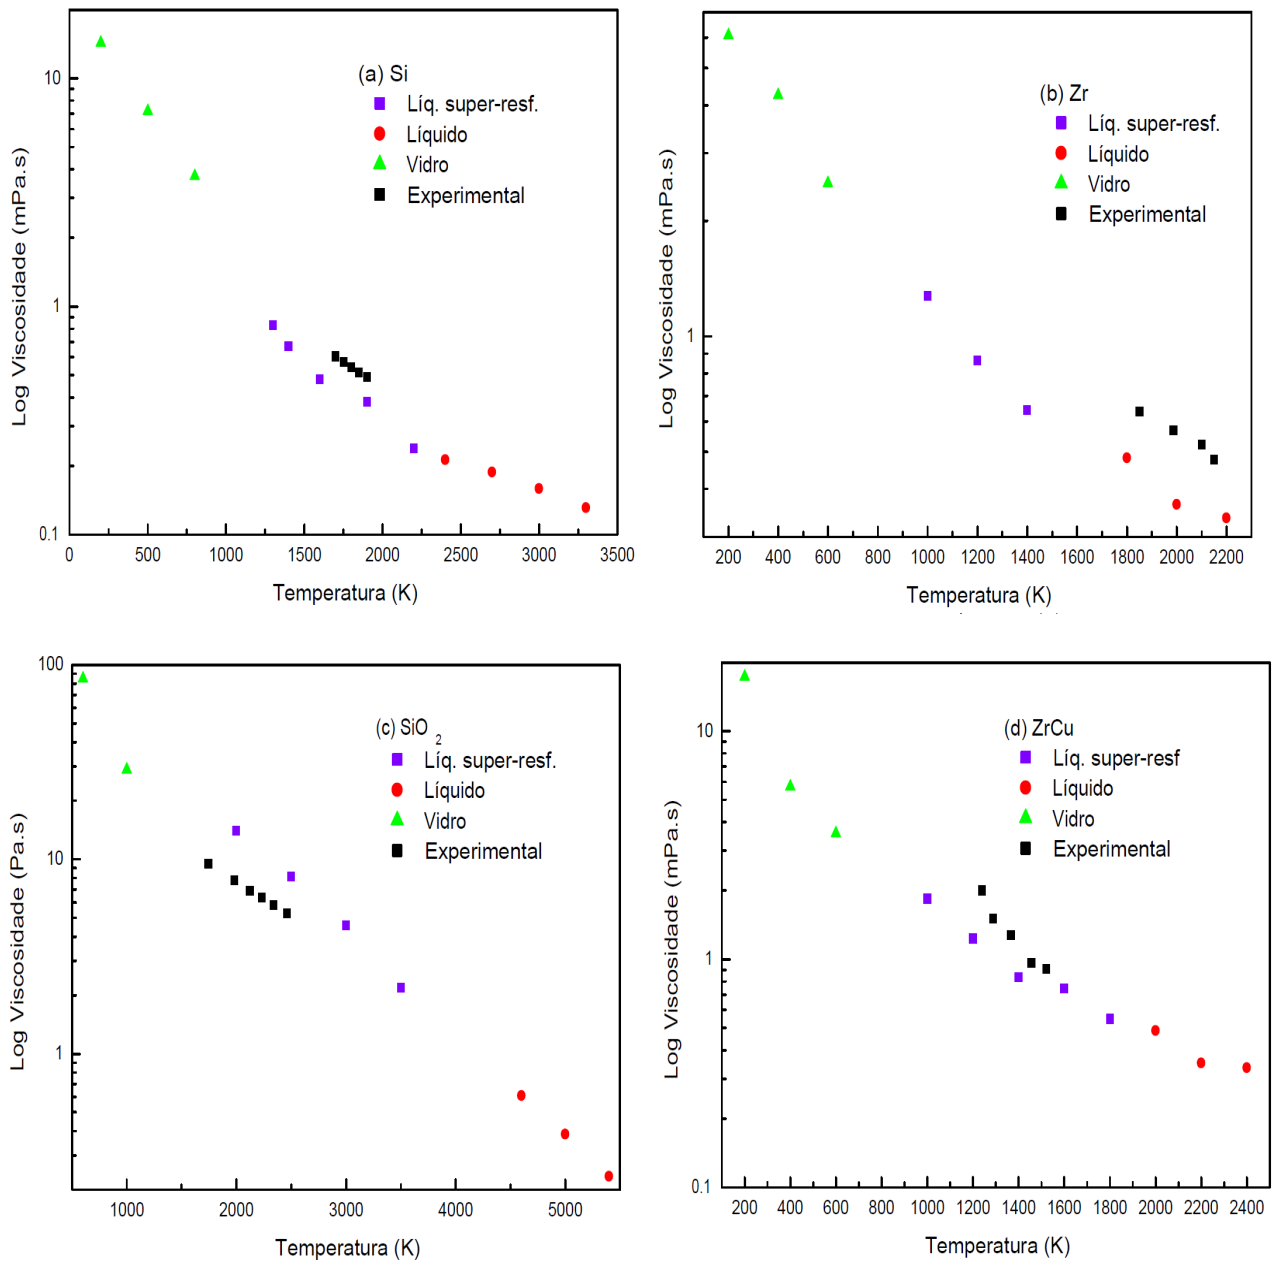 (a) Si
Líq. super-resf.
Líquido
Vidro
Experimental
Log Viscosidade (mPa.s)
10
1
0.1
0 500 1000 1500 2000 2500 3000 3500
Temperatura (K)
(b) Zr
Líq. super-resf.
Líquido
Vidro
Experimental
Log Viscosidade (mPa.s)
1
200 400 600 800 1000 1200 1400 1600 1800 2000 2200
Temperatura (K)
(c) SiO 2
Líq. super-resf.
Líquido
Vidro
Experimental
Log Viscosidade (Pa.s)
100
10
1
1000 2000 3000 4000 5000
Temperatura (K)
(d) ZrCu
Líq. super-resf
Líquido
Vidro
Experimental
Log Viscosidade (mPa.s)
10
1
0.1
200 400 600 800 1000 1200 1400 1600 1800 2000 2200 2400
Temperatura (K)